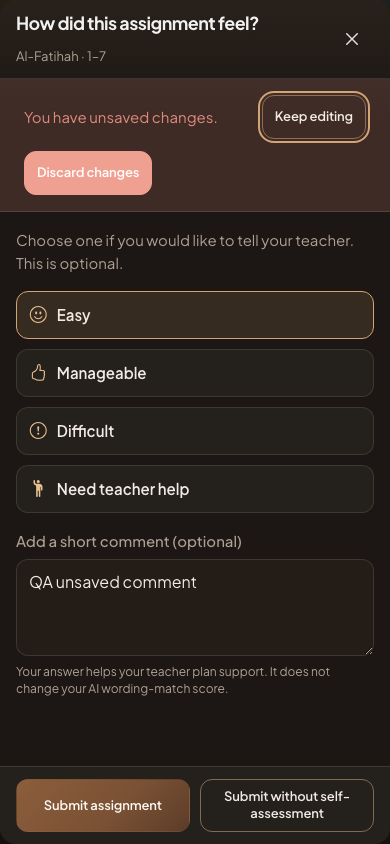 How did this assignment feel?
Al-Fatihah · 1–7
You have unsaved changes.
Keep editing
Discard changes
Choose one if you would like to tell your teacher.
This is optional.
Easy
Manageable
Difficult
Need teacher help
Add a short comment (optional)
QA unsaved comment
Your answer helps your teacher plan support. It does not
change your AI wording-match score.
Submit assignment
Submit without self-
assessment